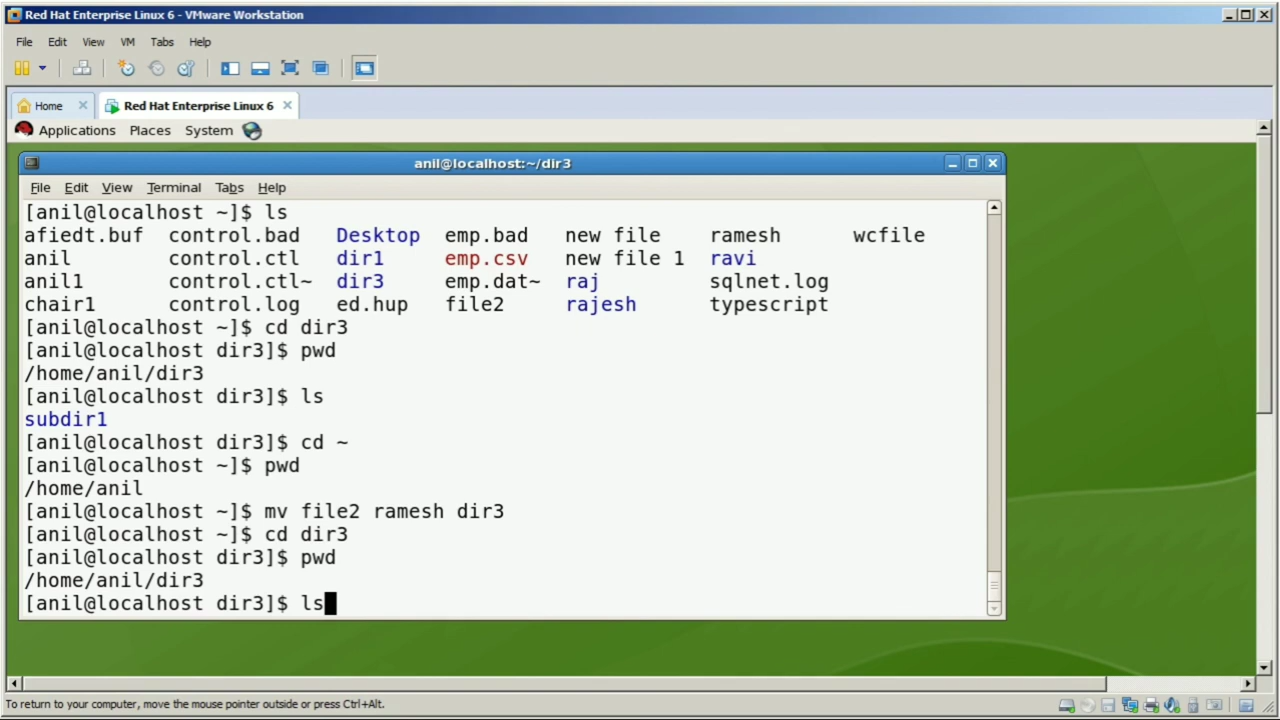 Red Hat Enterprise Linux 6 - VMware Workstation
File Edit View VM Tabs Help
Home Red Hat Enterprise Linux 6
Applications Places System
anil@localhost:~/dir3
File Edit View Terminal Tabs Help
[anil@localhost ~]$ ls
afiedt.buf control.bad Desktop emp.bad new file ramesh wcfile
anil control.ctl dir1 emp.csv new file 1 ravi
anil1 control.ctl~ dir3 emp.dat~ raj sqlnet.log
chair1 control.log ed.hup file2 rajesh typescript
[anil@localhost ~]$ cd dir3
[anil@localhost dir3]$ pwd
/home/anil/dir3
[anil@localhost dir3]$ ls
subdir1
[anil@localhost dir3]$ cd ~
[anil@localhost ~]$ pwd
/home/anil
[anil@localhost ~]$ mv file2 ramesh dir3
[anil@localhost ~]$ cd dir3
[anil@localhost dir3]$ pwd
/home/anil/dir3
[anil@localhost dir3]$ ls
To return to your computer, move the mouse pointer outside or press Ctrl+Alt.